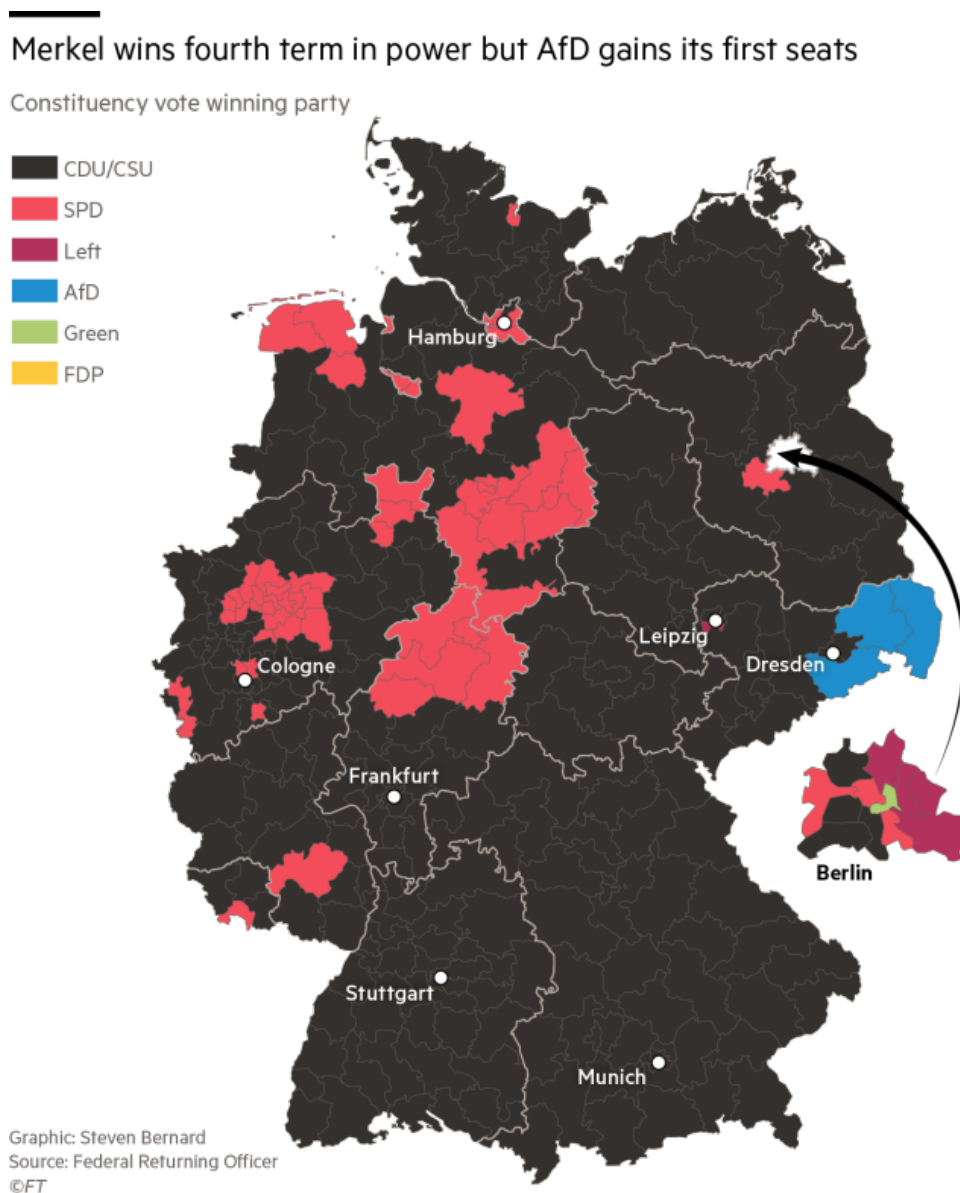 Merkel wins fourth term in power but AfD gains its first seats
Constituency vote winning party
CDU/CSU
SPD
Left
AfD
Green
FDP
Hamburg
Leipzig
Dresden
Cologne
Frankfurt
Berlin
Stuttgart
Munich
Graphic: Steven Bernard
Source: Federal Returning Officer
©FT